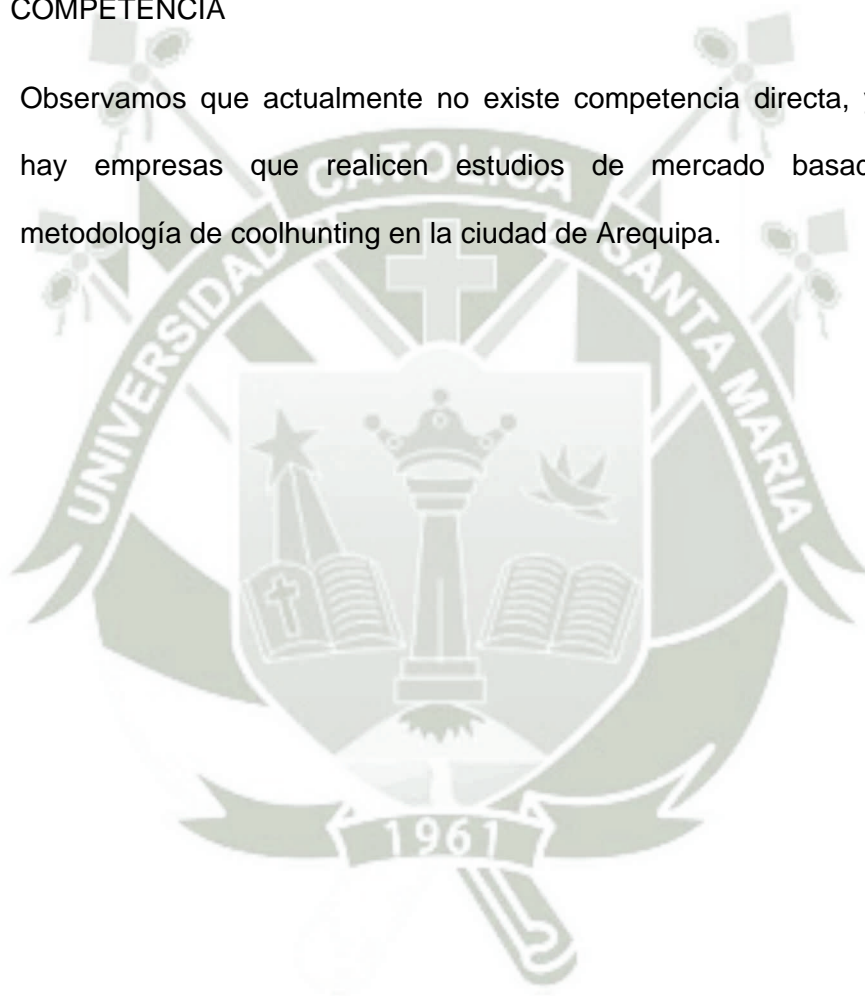 COMPETENCIA
Observamos que actualmente no existe competencia directa,
hay empresas que realicen estudios de mercado
metodología de coolhunting en la ciudad de Arequipa.
UNIVERSIDAD CATOLICA SANTA MARIA
1961